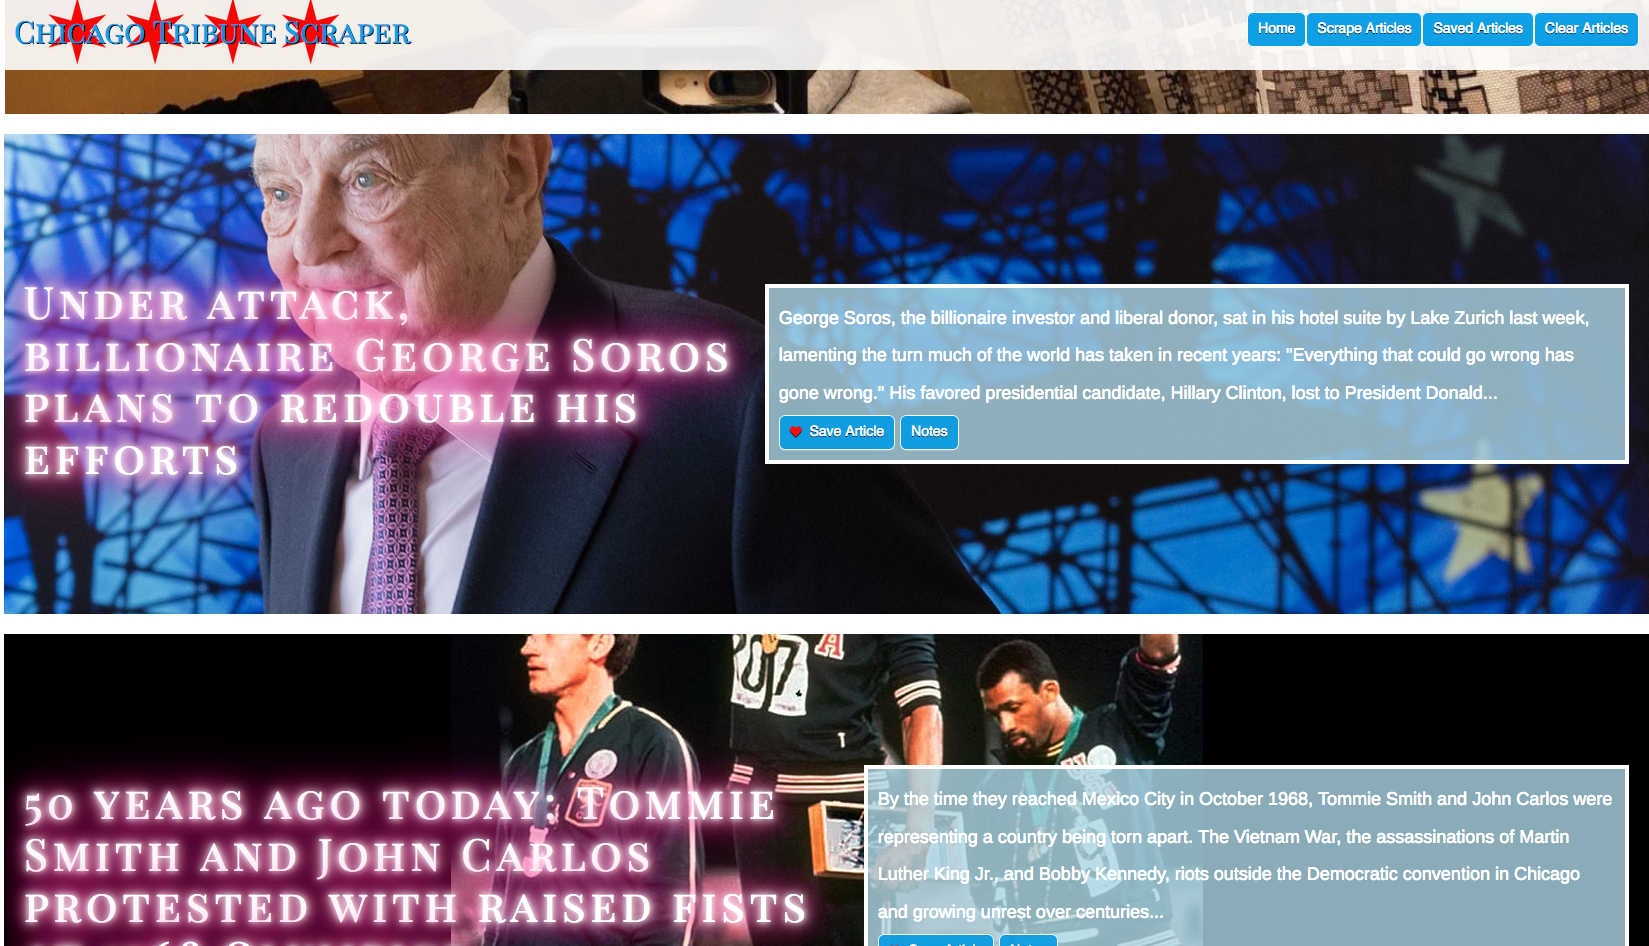 Chicago Tribune Scraper
Home Scrape Articles Saved Articles Clear Articles
Under attack,
billionaire George Soros
plans to redouble his
efforts
George Soros, the billionaire investor and liberal donor, sat in his hotel suite by Lake Zurich last week,
lamenting the turn much of the world has taken in recent years: "Everything that could go wrong has
gone wrong." His favored presidential candidate, Hillary Clinton, lost to President Donald...
Save Article Notes
A
07
50 years ago today: Tommie
Smith and John Carlos
protested with raised fists
By the time they reached Mexico City in October 1968, Tommie Smith and John Carlos were
representing a country being torn apart. The Vietnam War, the assassinations of Martin
Luther King Jr., and Bobby Kennedy, riots outside the Democratic convention in Chicago
and growing unrest over centuries...